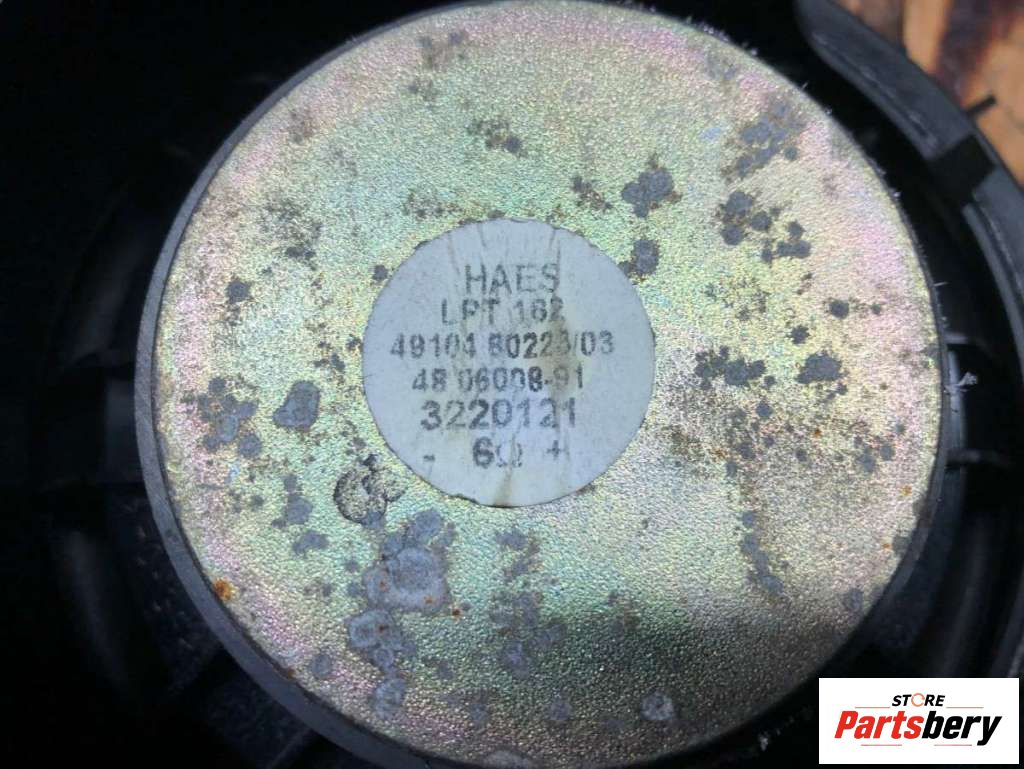 HAES
LPT 162
49104 80223/03
48 06008-91
3220121
- 6Ω +
STORE
Partsbery